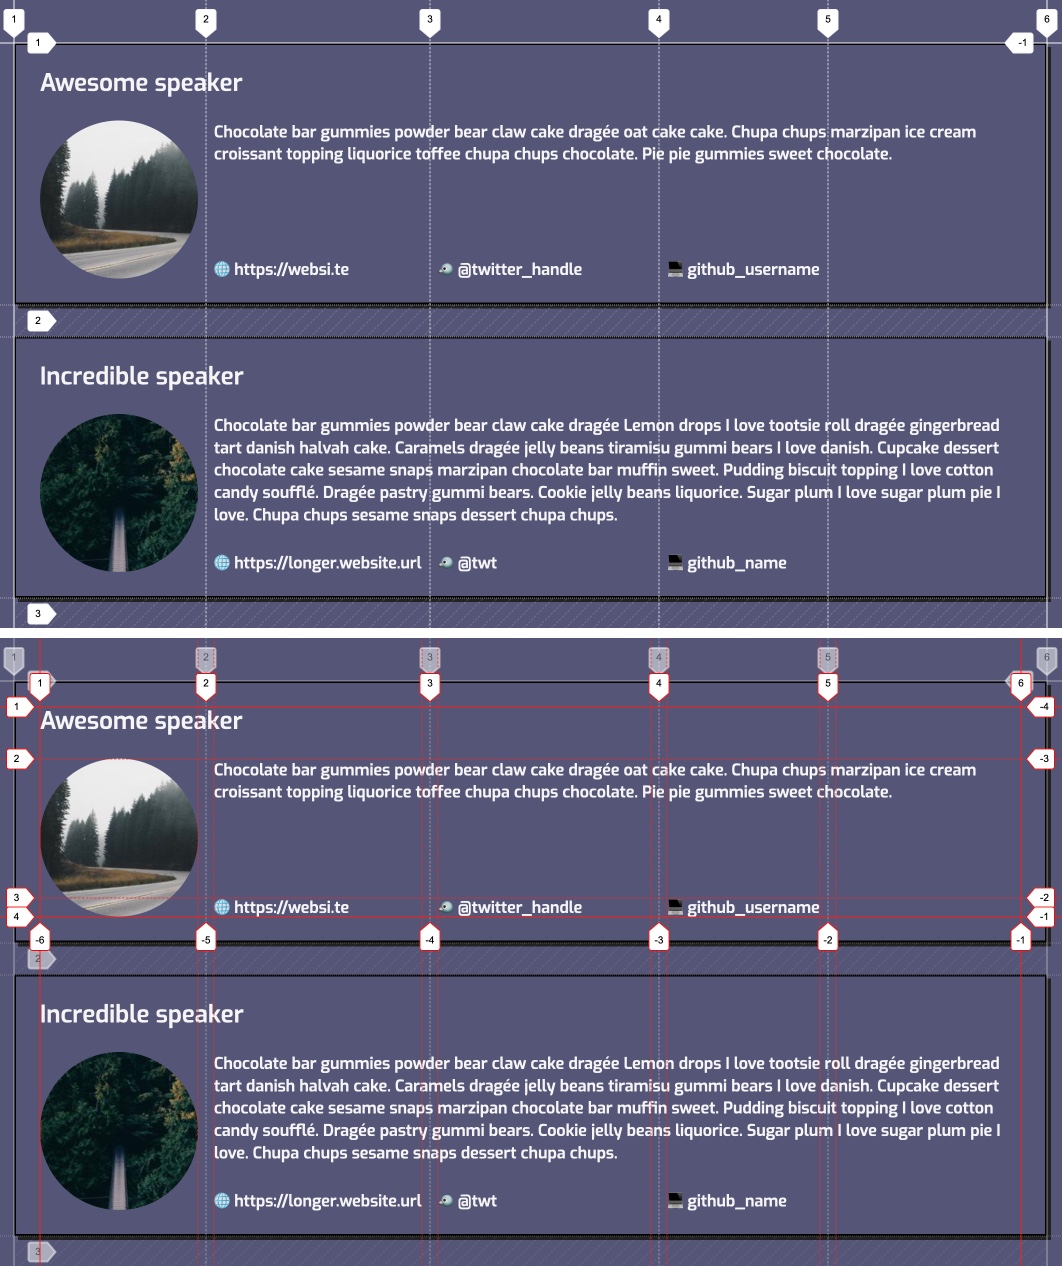 1 2 3 4 5 6
1 -1
Awesome speaker
Chocolate bar gummies powder bear claw cake dragée oat cake cake. Chupa chups marzipan ice cream
croissant topping liquorice toffee chupa chups chocolate. Pie pie gummies sweet chocolate.
https://websi.te @twitter_handle github_username
2
Incredible speaker
Chocolate bar gummies powder bear claw cake dragée Lemon drops I love tootsie roll dragée gingerbread
tart danish halvah cake. Caramels dragée jelly beans tiramisu gummi bears I love danish. Cupcake dessert
chocolate cake sesame snaps marzipan chocolate bar muffin sweet. Pudding biscuit topping I love cotton
candy soufflé. Dragée pastry gummi bears. Cookie jelly beans liquorice. Sugar plum I love sugar plum pie I
love. Chupa chups sesame snaps dessert chupa chups.
https://longer.website.url @twt github_name
3
1 2 3 4 5 6
1 2 3 4 5 6
1 -4
Awesome speaker
2 -3
Chocolate bar gummies powder bear claw cake dragée oat cake cake. Chupa chups marzipan ice cream
croissant topping liquorice toffee chupa chups chocolate. Pie pie gummies sweet chocolate.
3 -2
https://websi.te @twitter_handle github_username
4 -1
-6 -5 -4 -3 -2 -1
2
Incredible speaker
Chocolate bar gummies powder bear claw cake dragée Lemon drops I love tootsie roll dragée gingerbread
tart danish halvah cake. Caramels dragée jelly beans tiramisu gummi bears I love danish. Cupcake dessert
chocolate cake sesame snaps marzipan chocolate bar muffin sweet. Pudding biscuit topping I love cotton
candy soufflé. Dragée pastry gummi bears. Cookie jelly beans liquorice. Sugar plum I love sugar plum pie I
love. Chupa chups sesame snaps dessert chupa chups.
https://longer.website.url @twt github_name
3